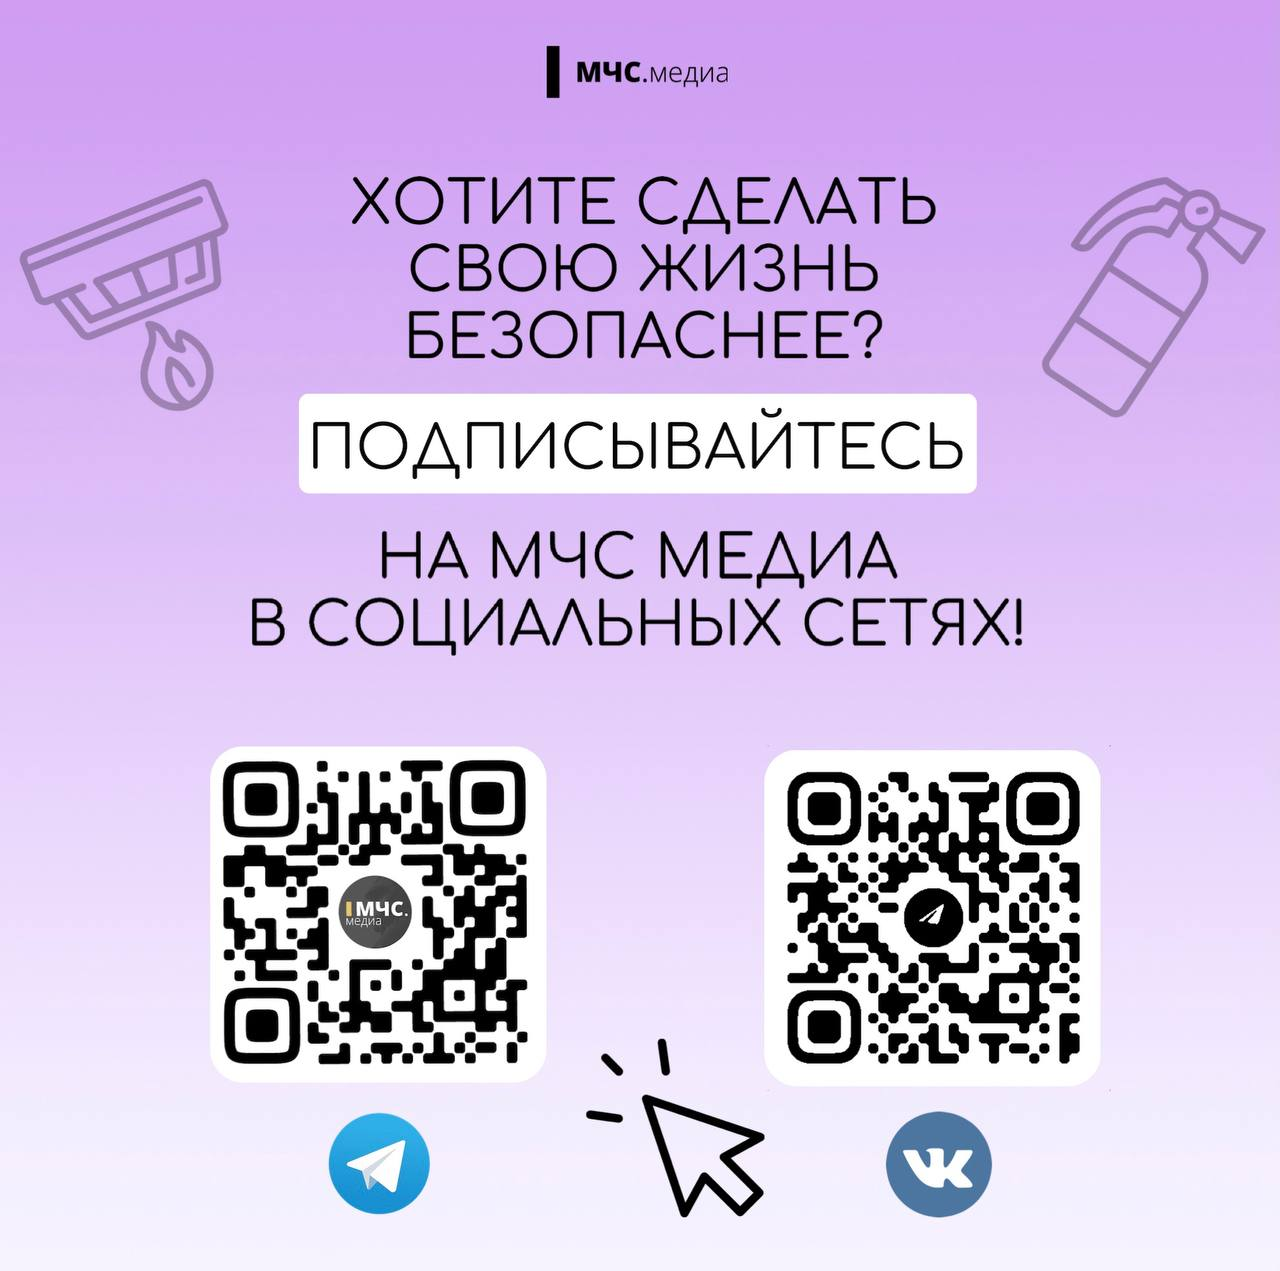 МЧС.медиа
ХОТИТЕ СДЕЛАТЬ
СВОЮ ЖИЗНЬ
БЕЗОПАСНЕЕ?
ПОДПИСЫВАЙТЕСЬ
НА МЧС МЕДИА
В СОЦИАЛЬНЫХ СЕТЯХ!
МЧС.
медиа